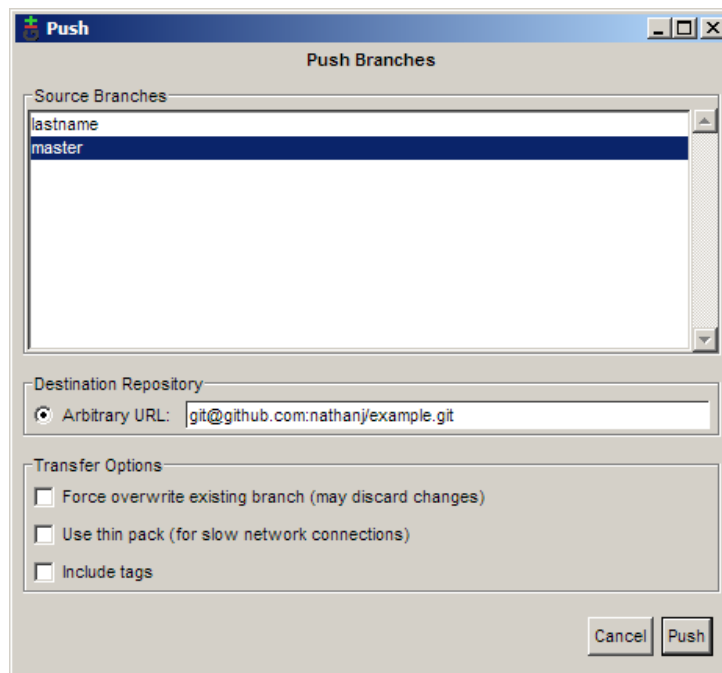 Push
Push Branches
Source Branches
lastname
master
Destination Repository
Arbitrary URL: git@github.com:nathanj/example.git
Transfer Options
Force overwrite existing branch (may discard changes)
Use thin pack (for slow network connections)
Include tags
Cancel Push